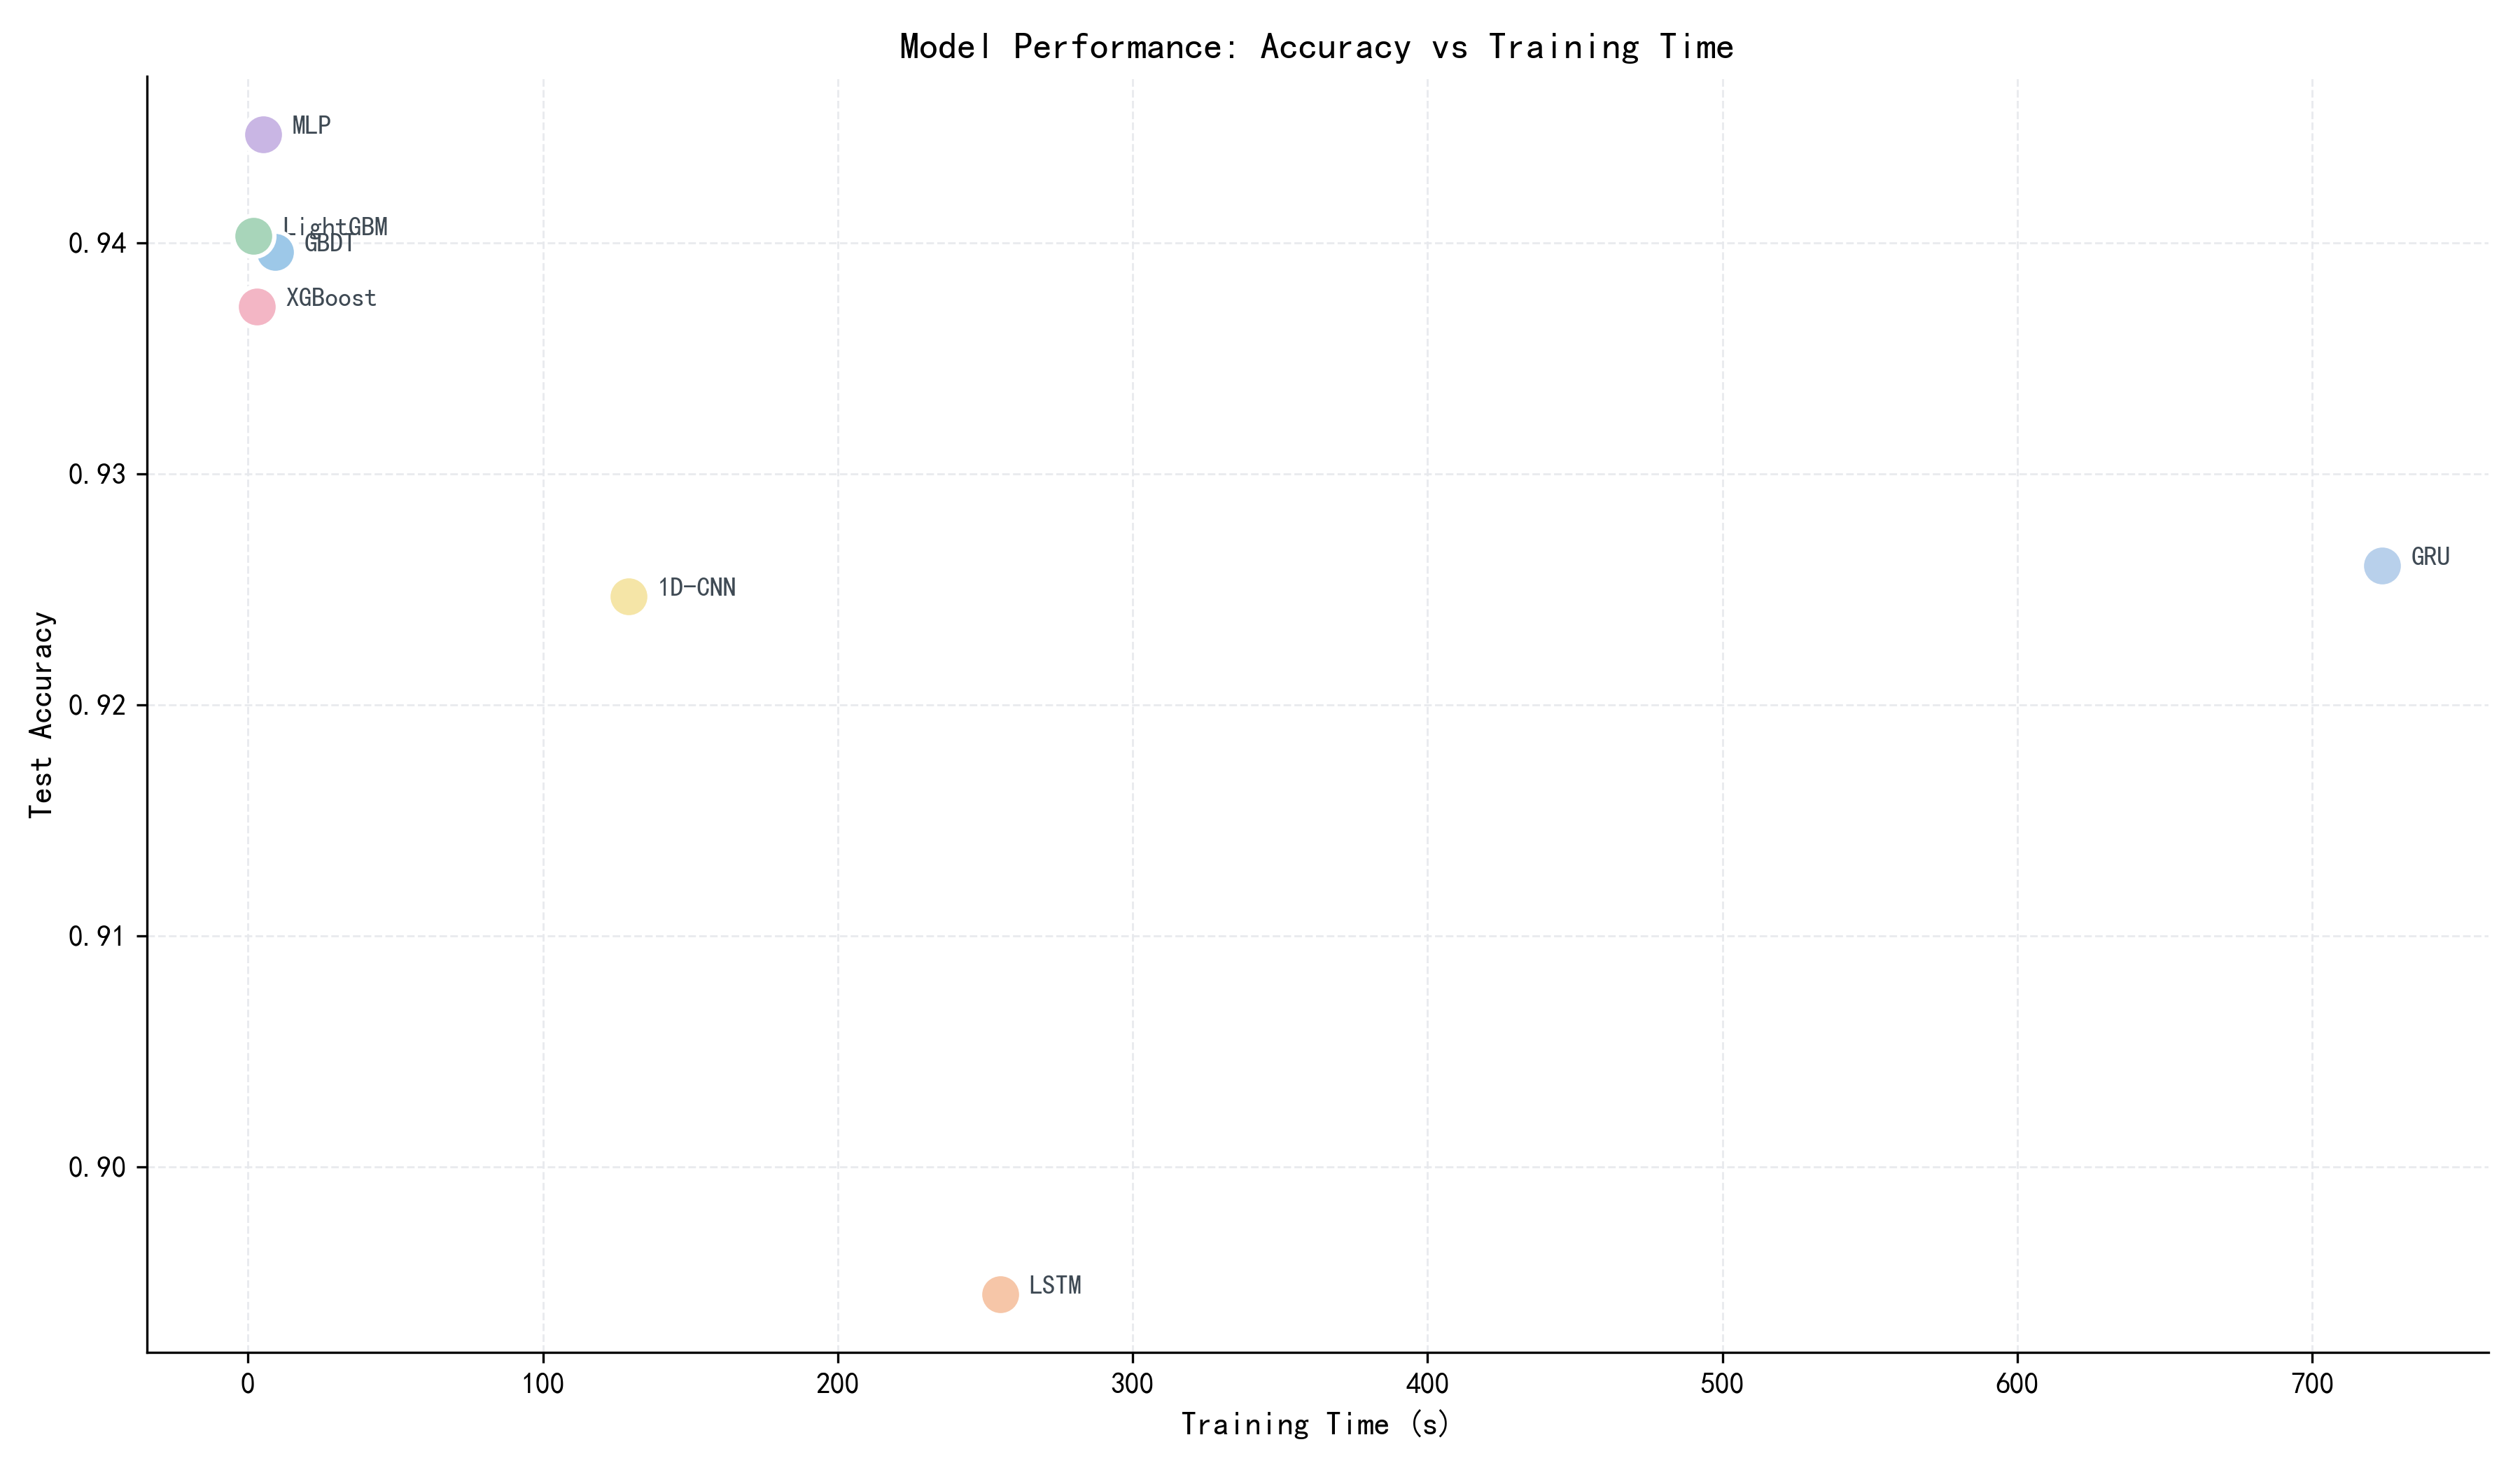 Model Performance: Accuracy vs Training Time
MLP
LightGBM
GBDT
XGBoost
1D-CNN
GRU
LSTM
0.94
0.93
0.92
0.91
0.90
Test Accuracy
0 100 200 300 400 500 600 700
Training Time (s)